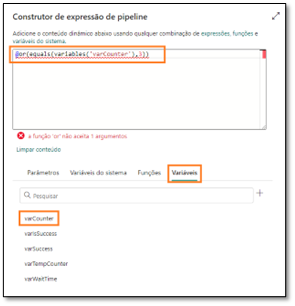 Construtor de expressão de pipeline
Adicione o conteúdo dinâmico abaixo usando qualquer combinação de expressões, funções e
variáveis do sistema.
@or(equals(variables('varCounter'),3))
a função 'or' não aceita 1 argumentos.
Limpar conteúdo
Parâmetros Variáveis do sistema Funções Variáveis
Pesquisar
varCounter
varIsSuccess
varSuccess
varTempCounter
varWaitTime